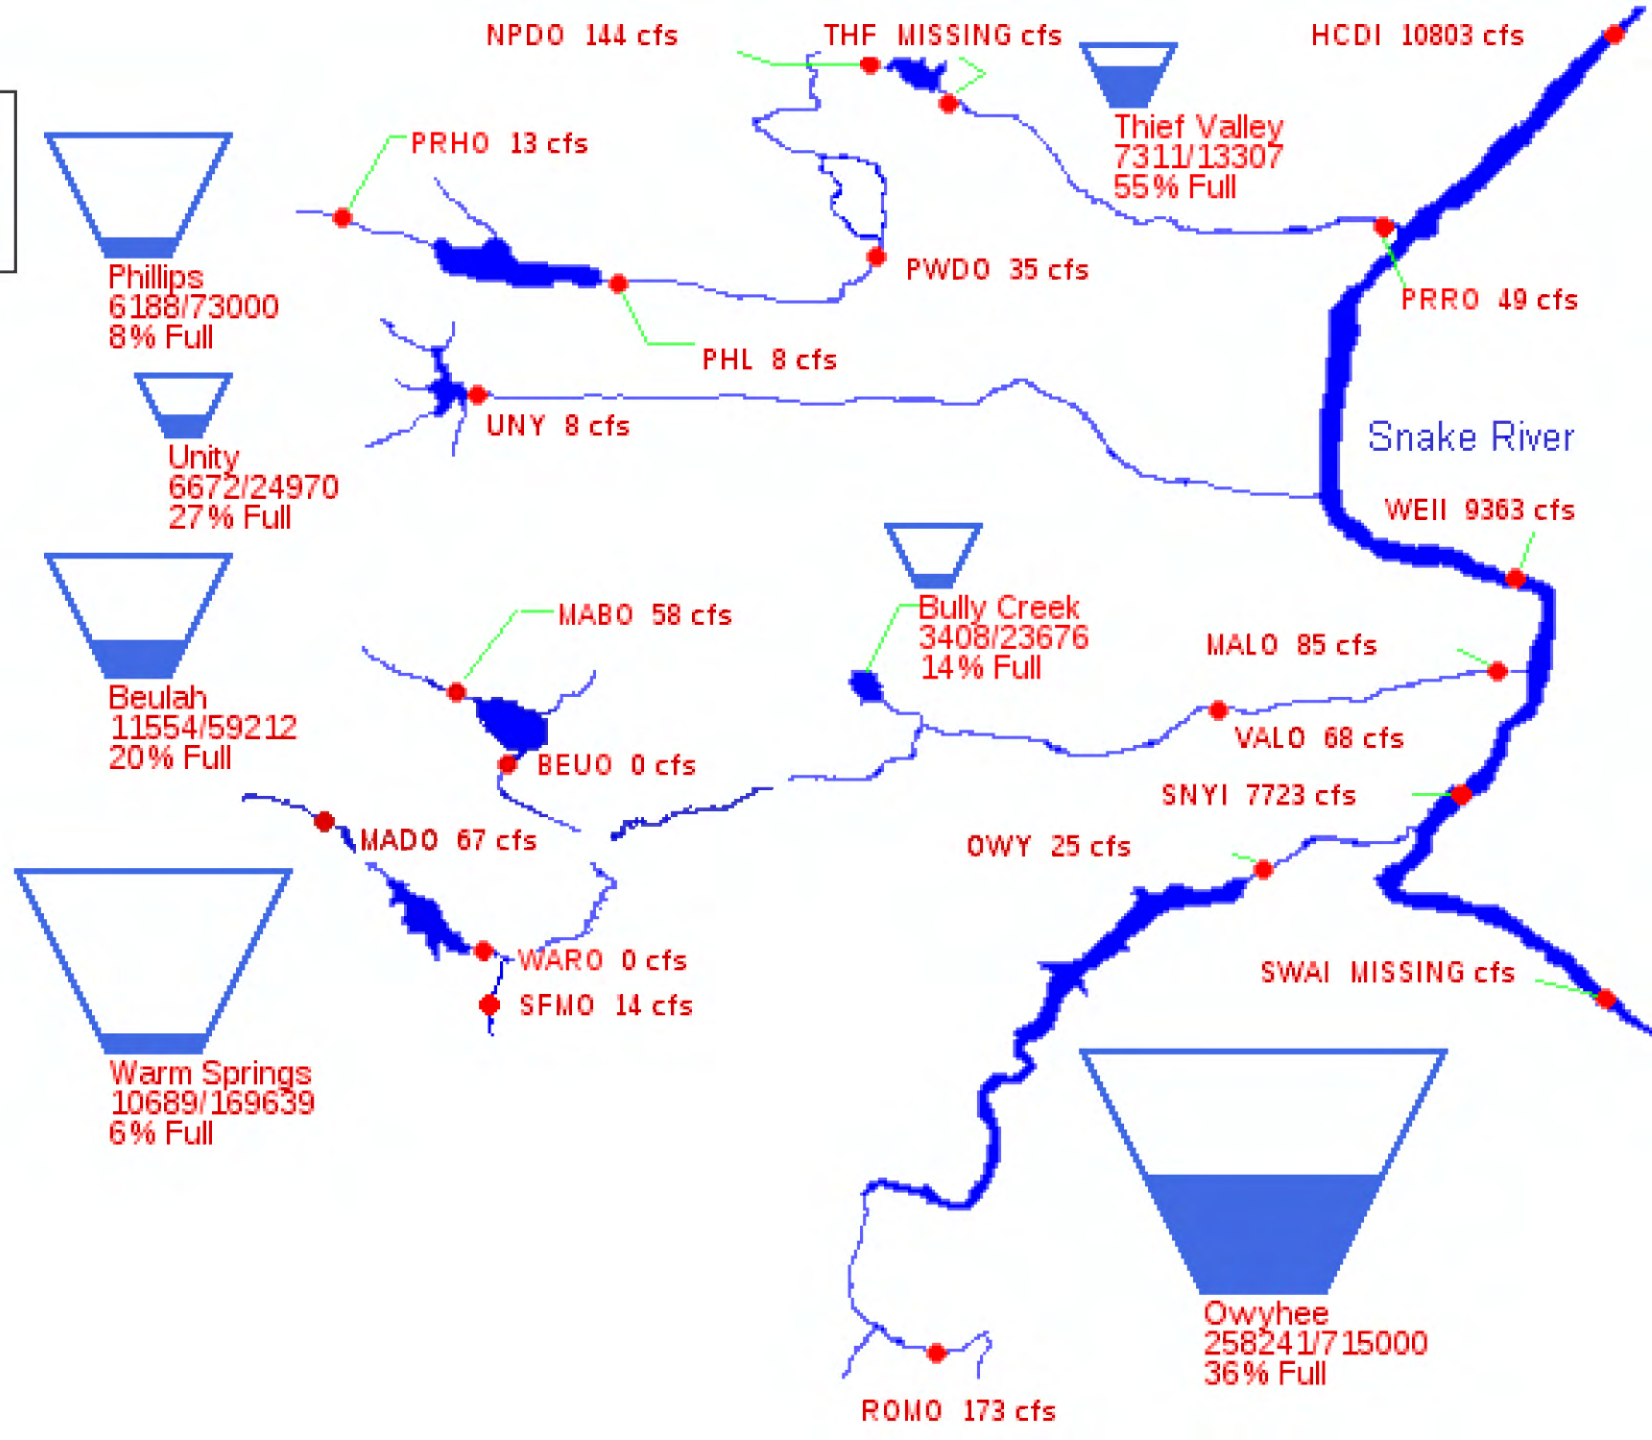 NPDO 144 cfs
THF MISSING cfs
HCDI 10803 cfs
Thief Valley
7311/13307
55% Full
PRHO 13 cfs
Phillips
6188/73000
8% Full
PWDO 35 cfs
PRRO 49 cfs
PHL 8 cfs
UNY 8 cfs
Unity
6672/24970
27% Full
Snake River
WEII 9363 cfs
Bully Creek
3408/23676
14% Full
MABO 58 cfs
MALO 85 cfs
Beulah
11554/59212
20% Full
VALO 68 cfs
BEUO 0 cfs
SNYI 7723 cfs
MADO 67 cfs
OWY 25 cfs
WARO 0 cfs
SWAI MISSING cfs
SFMO 14 cfs
Warm Springs
10689/169639
6% Full
Owyhee
258241/715000
36% Full
ROMO 173 cfs